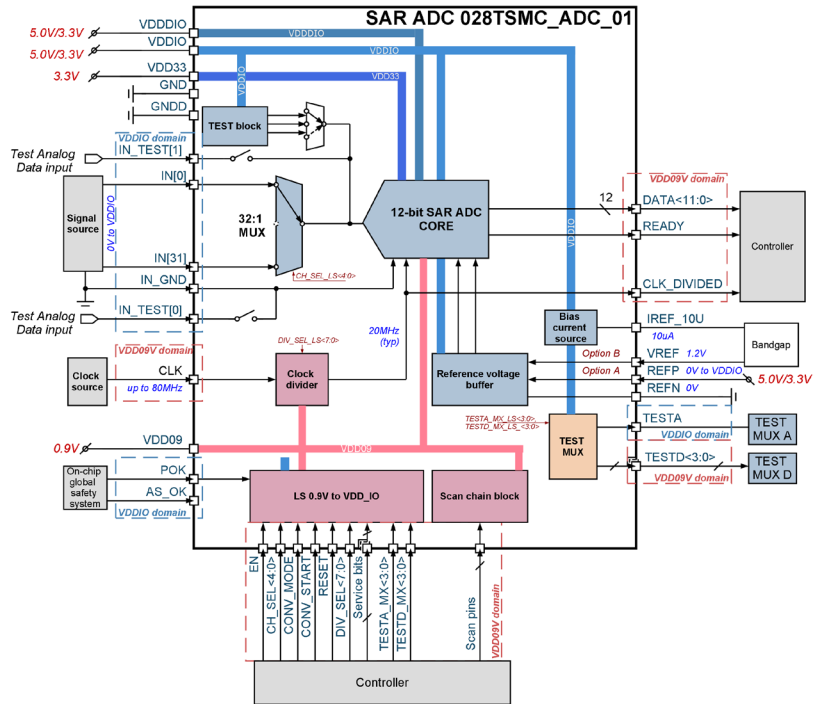 SAR ADC 028TSMC_ADC_01
VDDDIO
5.0V/3.3V
VDDDIO
VDDIO
5.0V/3.3V
VDDIO
VDD33
3.3V
VDD33
GND
GNDD
VDDIO
TEST block
VDDIO domain
IN_TEST[1]
Test Analog
Data input
IN[0]
Signal
source
0V to VDDIO
32:1
MUX
12-bit SAR ADC
CORE
IN[31]
CH_SEL_LS<4:0>
IN_GND
IN_TEST[0]
Test Analog
Data input
VDD09V domain
12
DATA<11:0>
READY
Controller
CLK_DIVIDED
VDDIO
20MHz
(typ)
Bias
current
source
IREF_10U
10uA
Bandgap
VREF
1.2V
Option B
REFP
0V to VDDIO
Option A
5.0V/3.3V
REFN
0V
Reference voltage
buffer
VDD09V domain
DIV_SEL_LS<7:0>
Clock source
CLK
up to 80MHz
Clock
divider
TESTA_MX_LS<3:0>,
TESTD_MX_LS_<3:0>
TEST
MUX
TESTA
VDDIO domain
TEST
MUX A
TESTD<3:0>
VDD09V domain
TEST
MUX D
0.9V
VDD09
VDD09
On-chip
global
safety
system
POK
AS_OK
VDDIO domain
LS 0.9V to VDD_IO
Scan chain block
EN
CH_SEL<4:0>
CONV_MODE
CONV_START
RESET
DIV_SEL<7:0>
Service bits
TESTA_MX<3:0>
TESTD_MX<3:0>
Scan pins
VDD09V domain
Controller